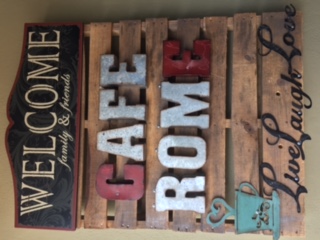 WELCOME
family & friends
CAFE
ROME
Live Laugh Love